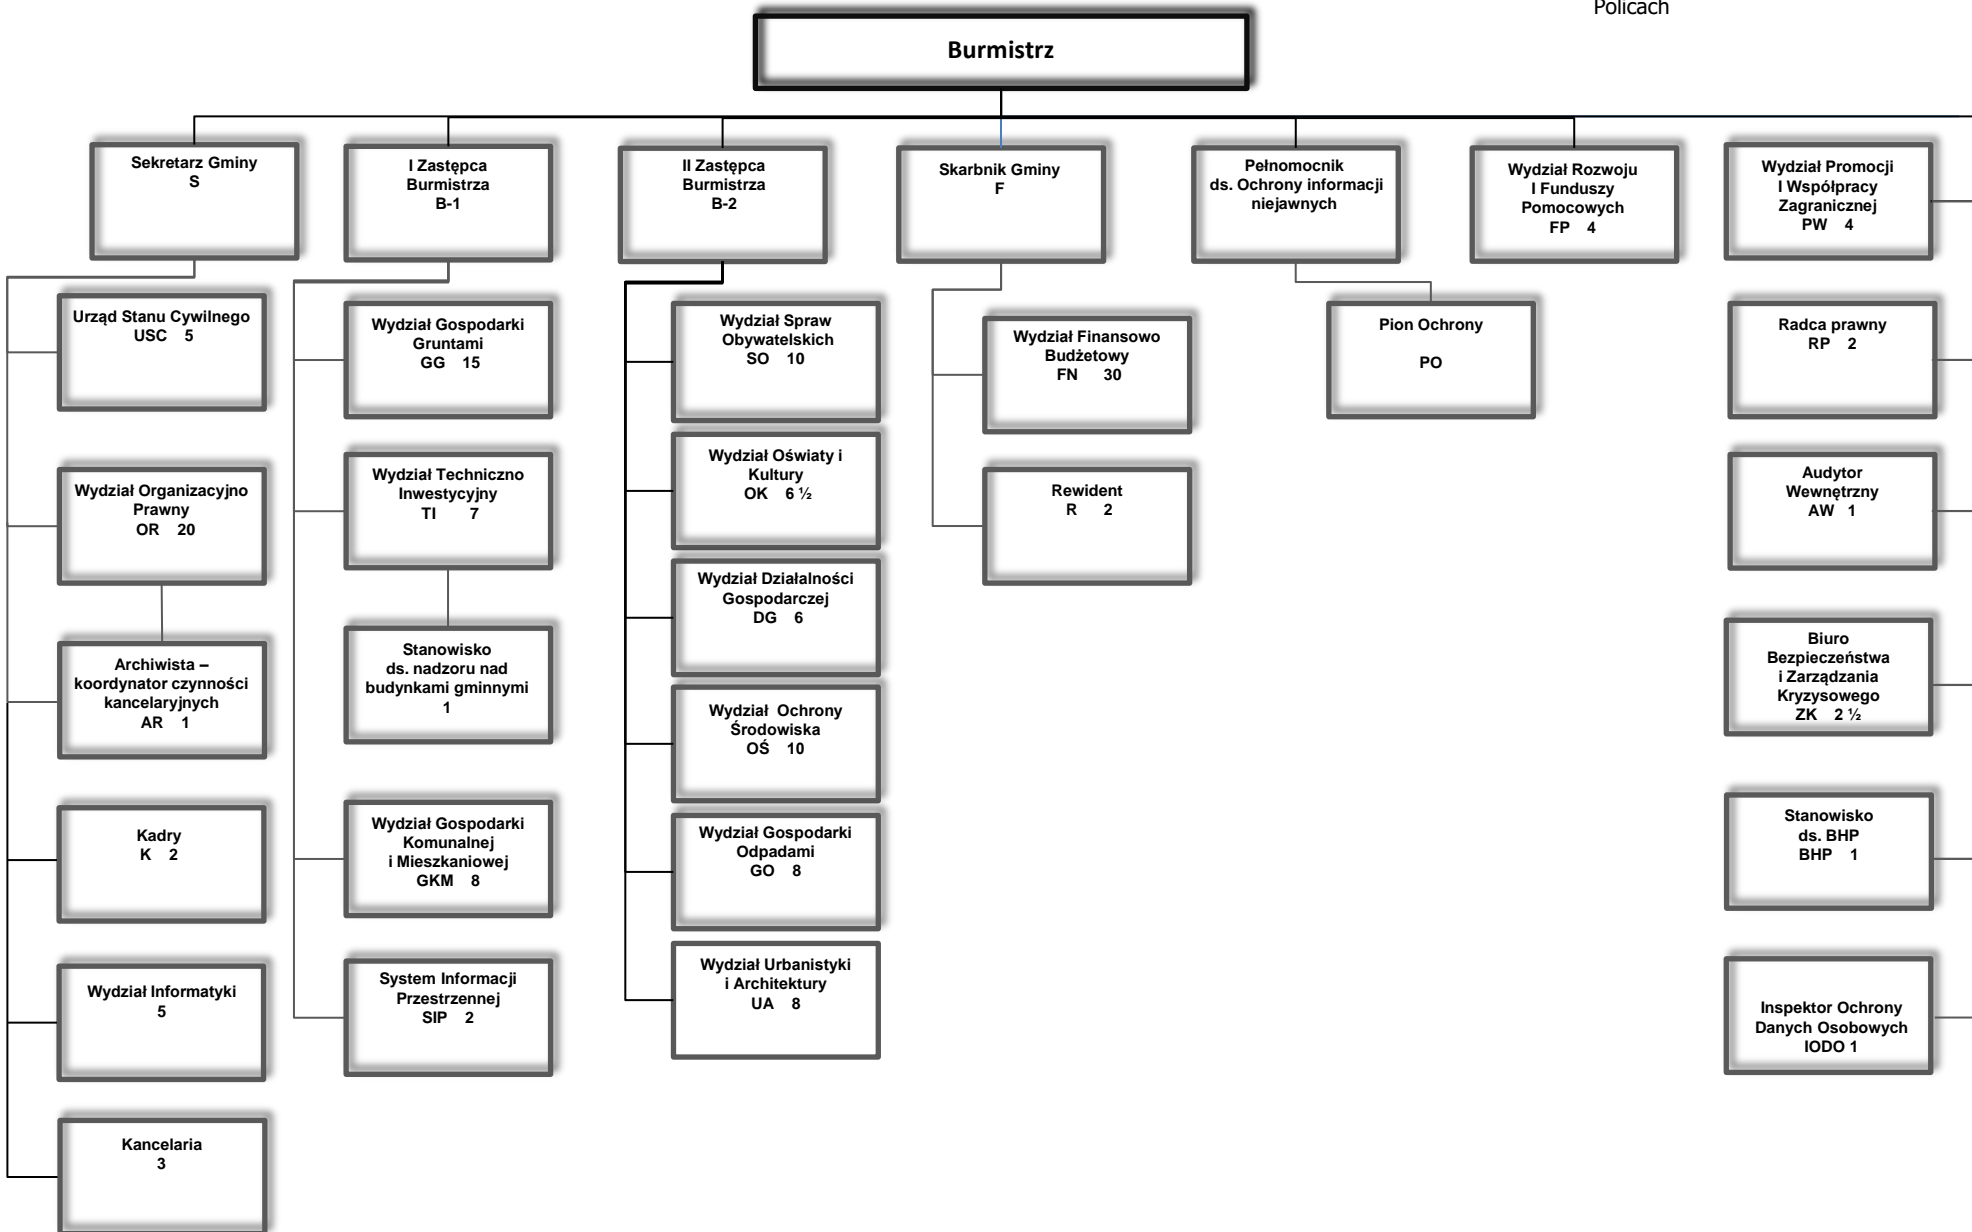 Policach
Burmistrz
Sekretarz Gminy
S
I Zastępca
Burmistrza
B-1
II Zastępca
Burmistrza
B-2
Skarbnik Gminy
F
Pełnomocnik
ds. Ochrony informacji
niejawnych
Wydział Rozwoju
I Funduszy
Pomocowych
FP 4
Wydział Promocji
I Współpracy
Zagranicznej
PW 4
Urząd Stanu Cywilnego
USC 5
Wydział Organizacyjno
Prawny
OR 20
Archiwista –
koordynator czynności
kancelaryjnych
AR 1
Kadry
K 2
Wydział Informatyki
5
Kancelaria
3
Wydział Gospodarki
Gruntami
GG 15
Wydział Techniczno
Inwestycyjny
TI 7
Stanowisko
ds. nadzoru nad
budynkami gminnymi
1
Wydział Gospodarki
Komunalnej
i Mieszkaniowej
GKM 8
System Informacji
Przestrzennej
SIP 2
Wydział Spraw
Obywatelskich
SO 10
Wydział Oświaty i
Kultury
OK 6 ½
Wydział Działalności
Gospodarczej
DG 6
Wydział Ochrony
Środowiska
OŚ 10
Wydział Gospodarki
Odpadami
GO 8
Wydział Urbanistyki
i Architektury
UA 8
Wydział Finansowo
Budżetowy
FN 30
Rewident
R 2
Pion Ochrony
PO
Radca prawny
RP 2
Audytor
Wewnętrzny
AW 1
Biuro
Bezpieczeństwa
i Zarządzania
Kryzysowego
ZK 2 ½
Stanowisko
ds. BHP
BHP 1
Inspektor Ochrony
Danych Osobowych
IODO 1